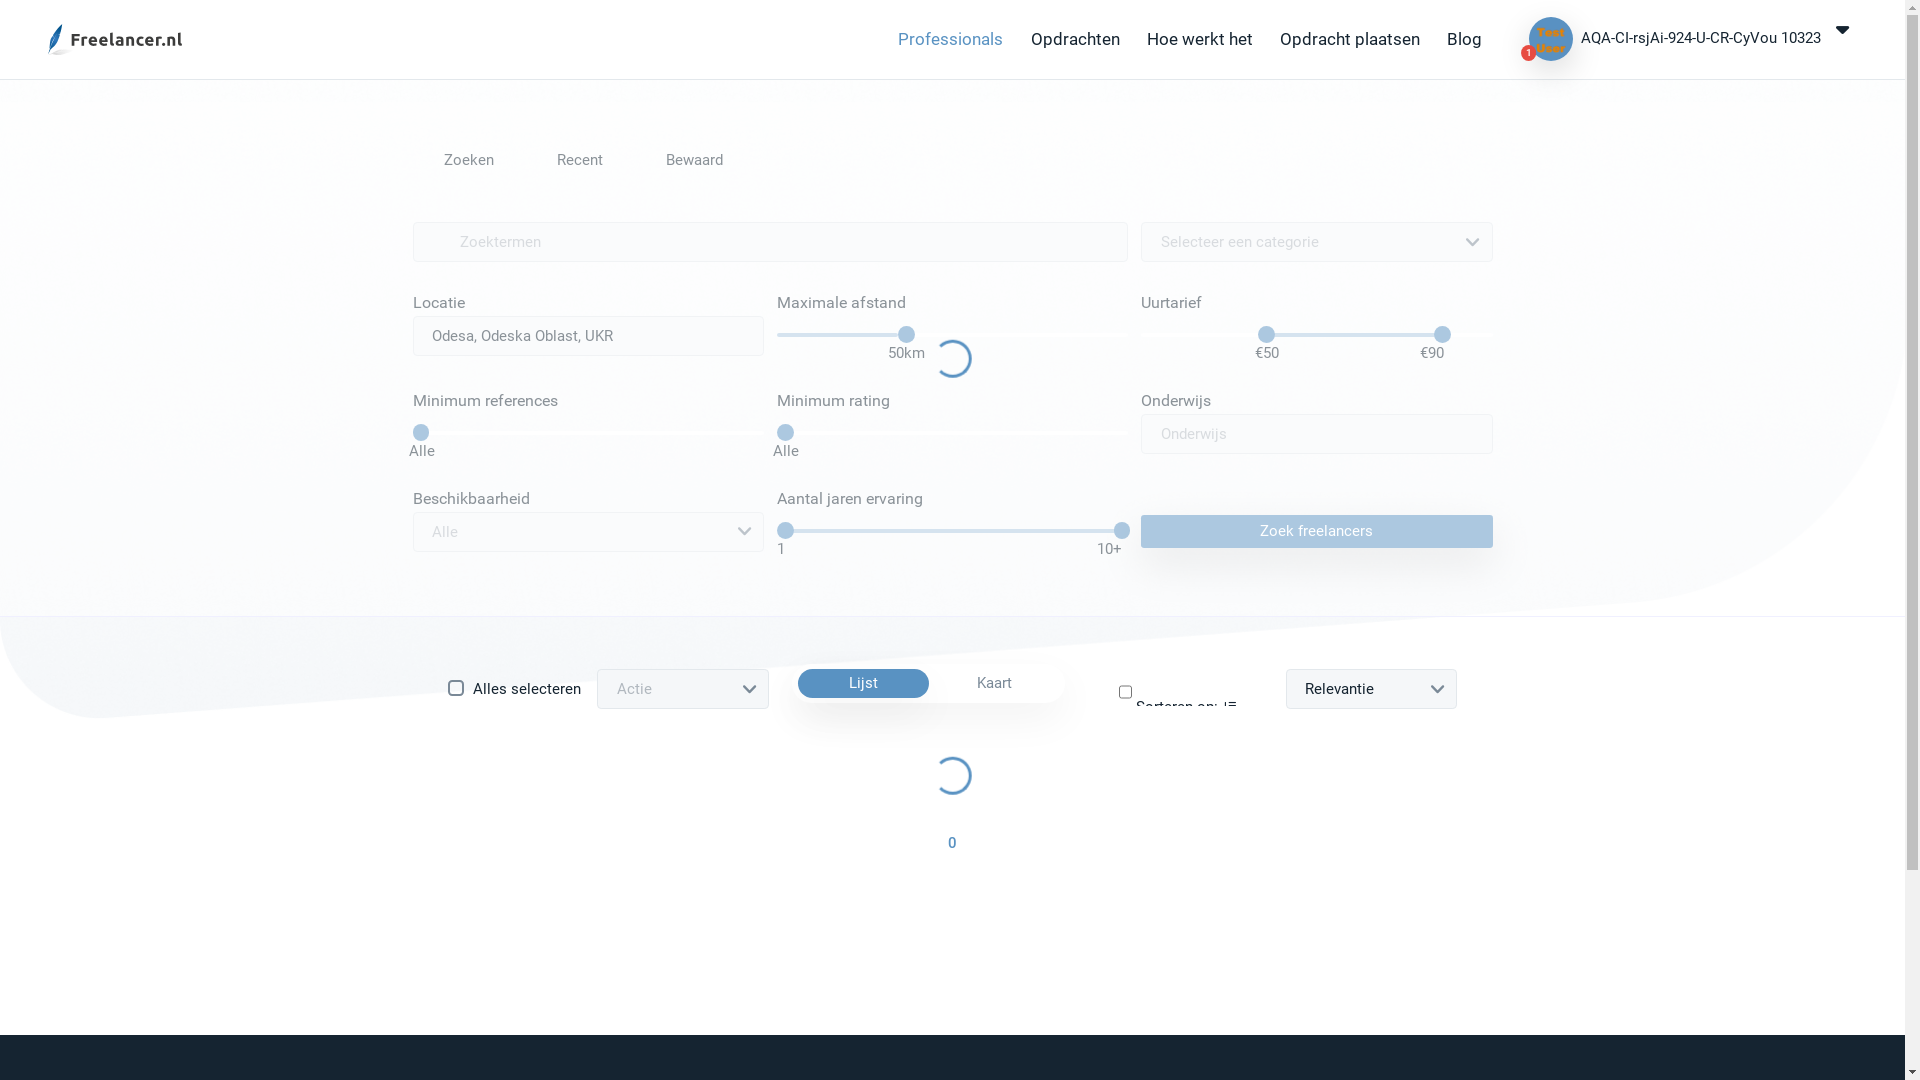 Freelancer.nl
Professionals
Opdrachten
Hoe werkt het
Opdracht plaatsen
Blog
Test
User
1
AQA-CI-rsjAi-924-U-CR-CyVou 10323
Zoeken
Recent
Bewaard
Zoektermen
Selecteer een categorie
Locatie
Maximale afstand
Uurtarief
Odesa, Odeska Oblast, UKR
50km
€50
€90
Minimum references
Minimum rating
Onderwijs
Alle
Alle
Onderwijs
Beschikbaarheid
Aantal jaren ervaring
Alle
1
10+
Zoek freelancers
Alles selecteren
Actie
Lijst
Kaart
Sorteren op:
Relevantie
0